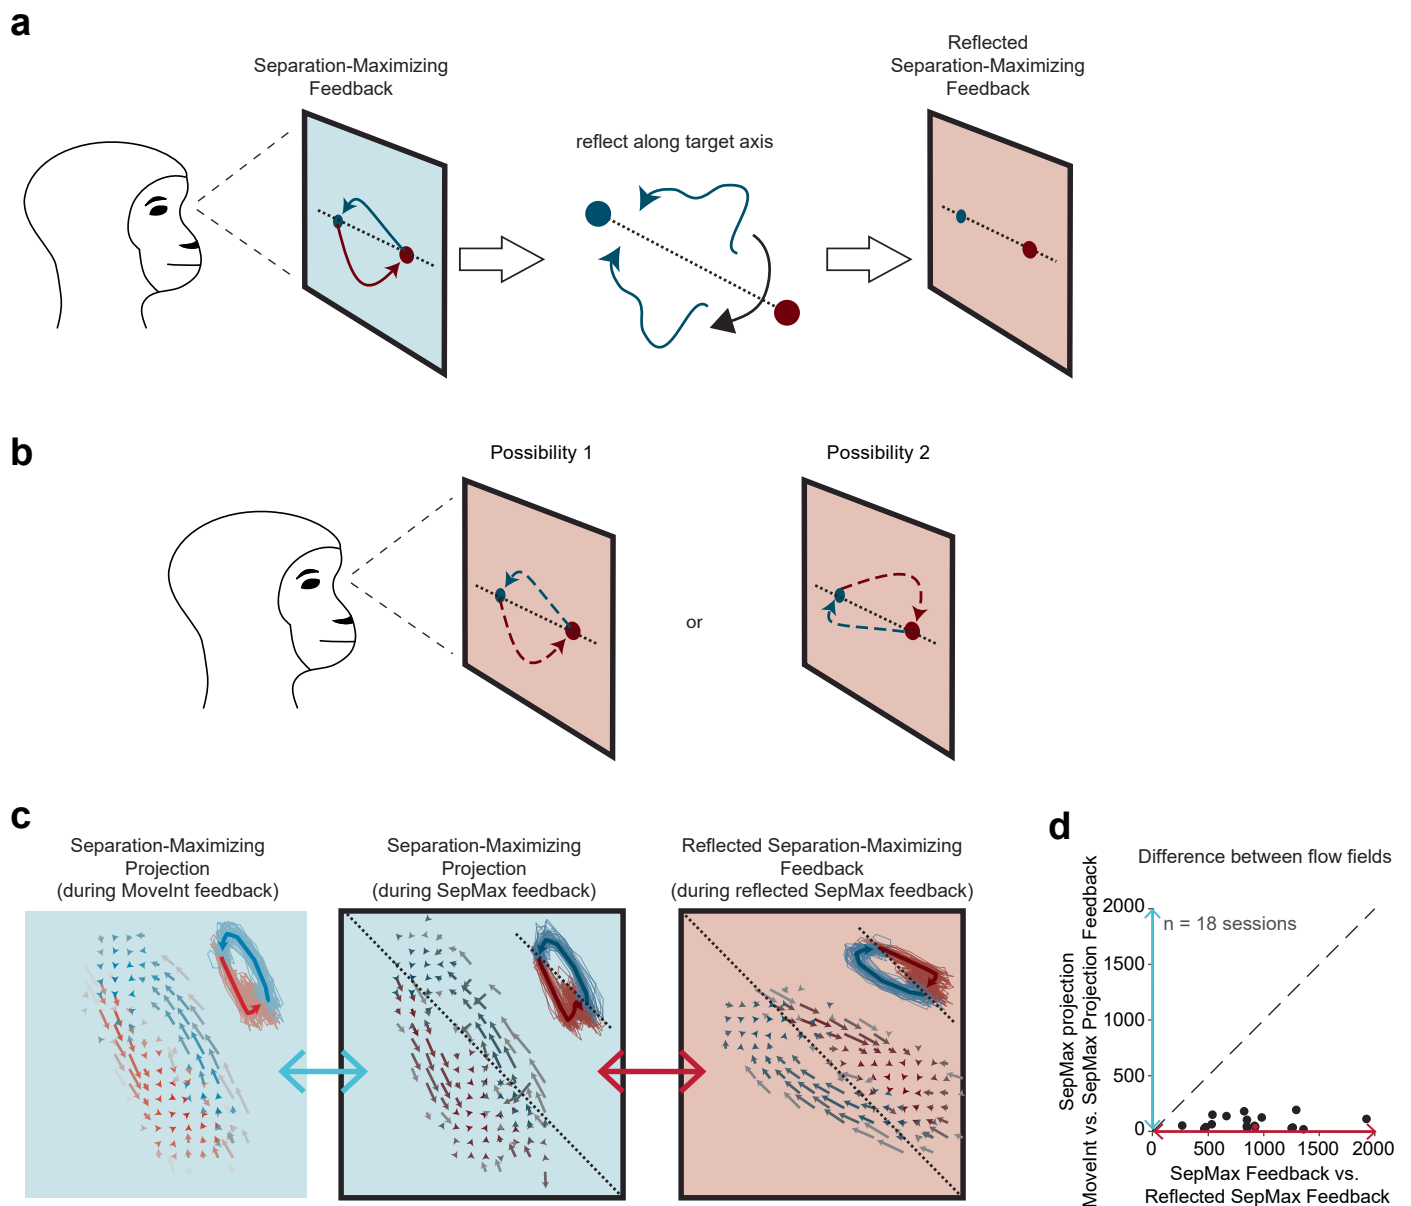 a
Separation-Maximizing
Feedback
reflect along target axis
Reflected
Separation-Maximizing
Feedback
b
Possibility 1
or
Possibility 2
c
Separation-Maximizing
Projection
(during MoveInt feedback)
Separation-Maximizing
Projection
(during SepMax feedback)
Reflected Separation-Maximizing
Feedback
(during reflected SepMax feedback)
d
Difference between flow fields
SepMax projection
MoveInt vs. SepMax Projection Feedback
2000
1500
1000
500
0
n = 18 sessions
0 500 1000 1500 2000
SepMax Feedback vs.
Reflected SepMax Feedback